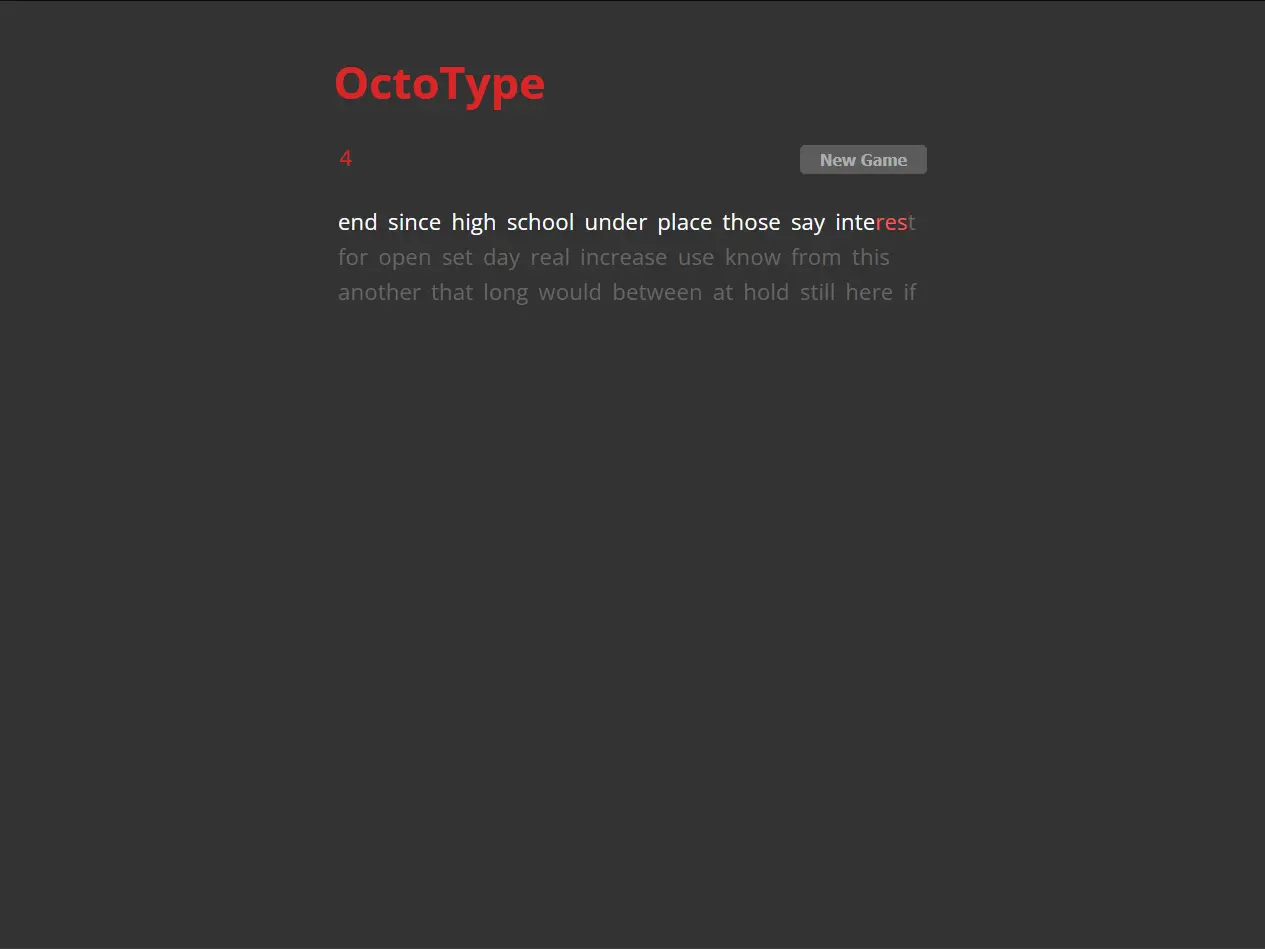 OctoType
4
New Game
end since high school under place those say interest
for open set day real increase use know from this
another that long would between at hold still here if